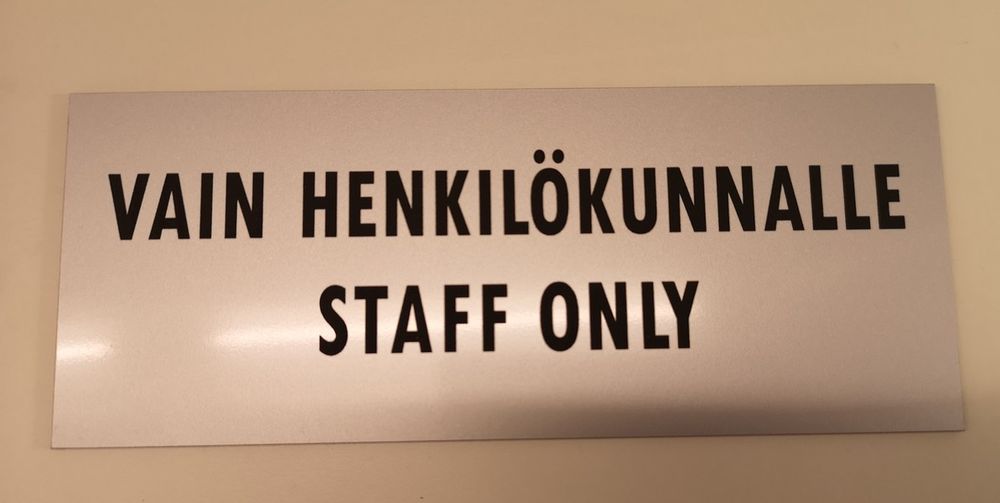 VAIN HENKILÖKUNNALLE
STAFF ONLY